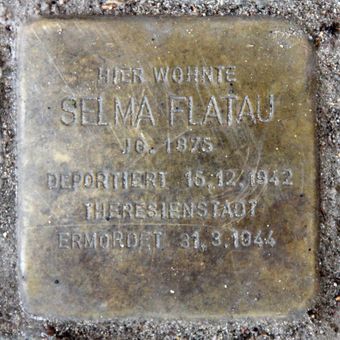 HIER WOHNTE
SELMA FLATAU
JG. 1875
DEPORTIERT 15.12.1942
THERESIENSTADT
ERMORDET 31.3.1944